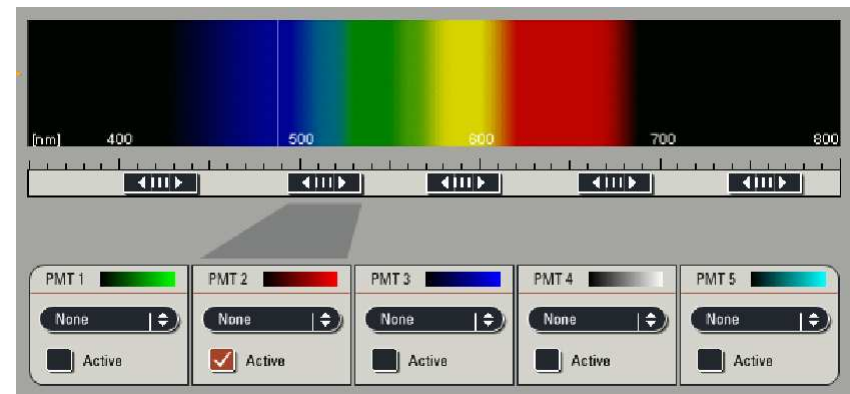 [nm] 400 500 600 700 800
PMT 1 PMT 2 PMT 3 PMT 4 PMT 5
None None None None None
Active Active Active Active Active